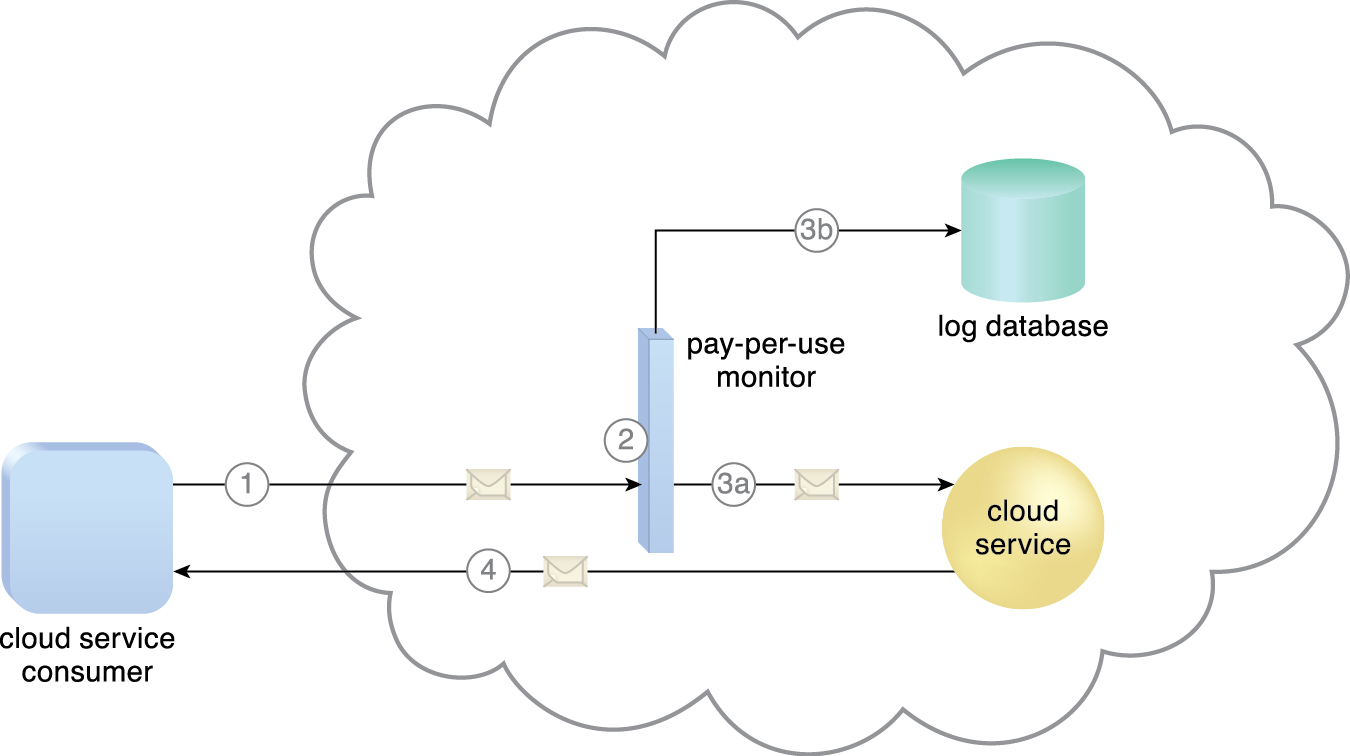 3b
log database
pay-per-use
monitor
2
1
3a
cloud
service
4
cloud service
consumer